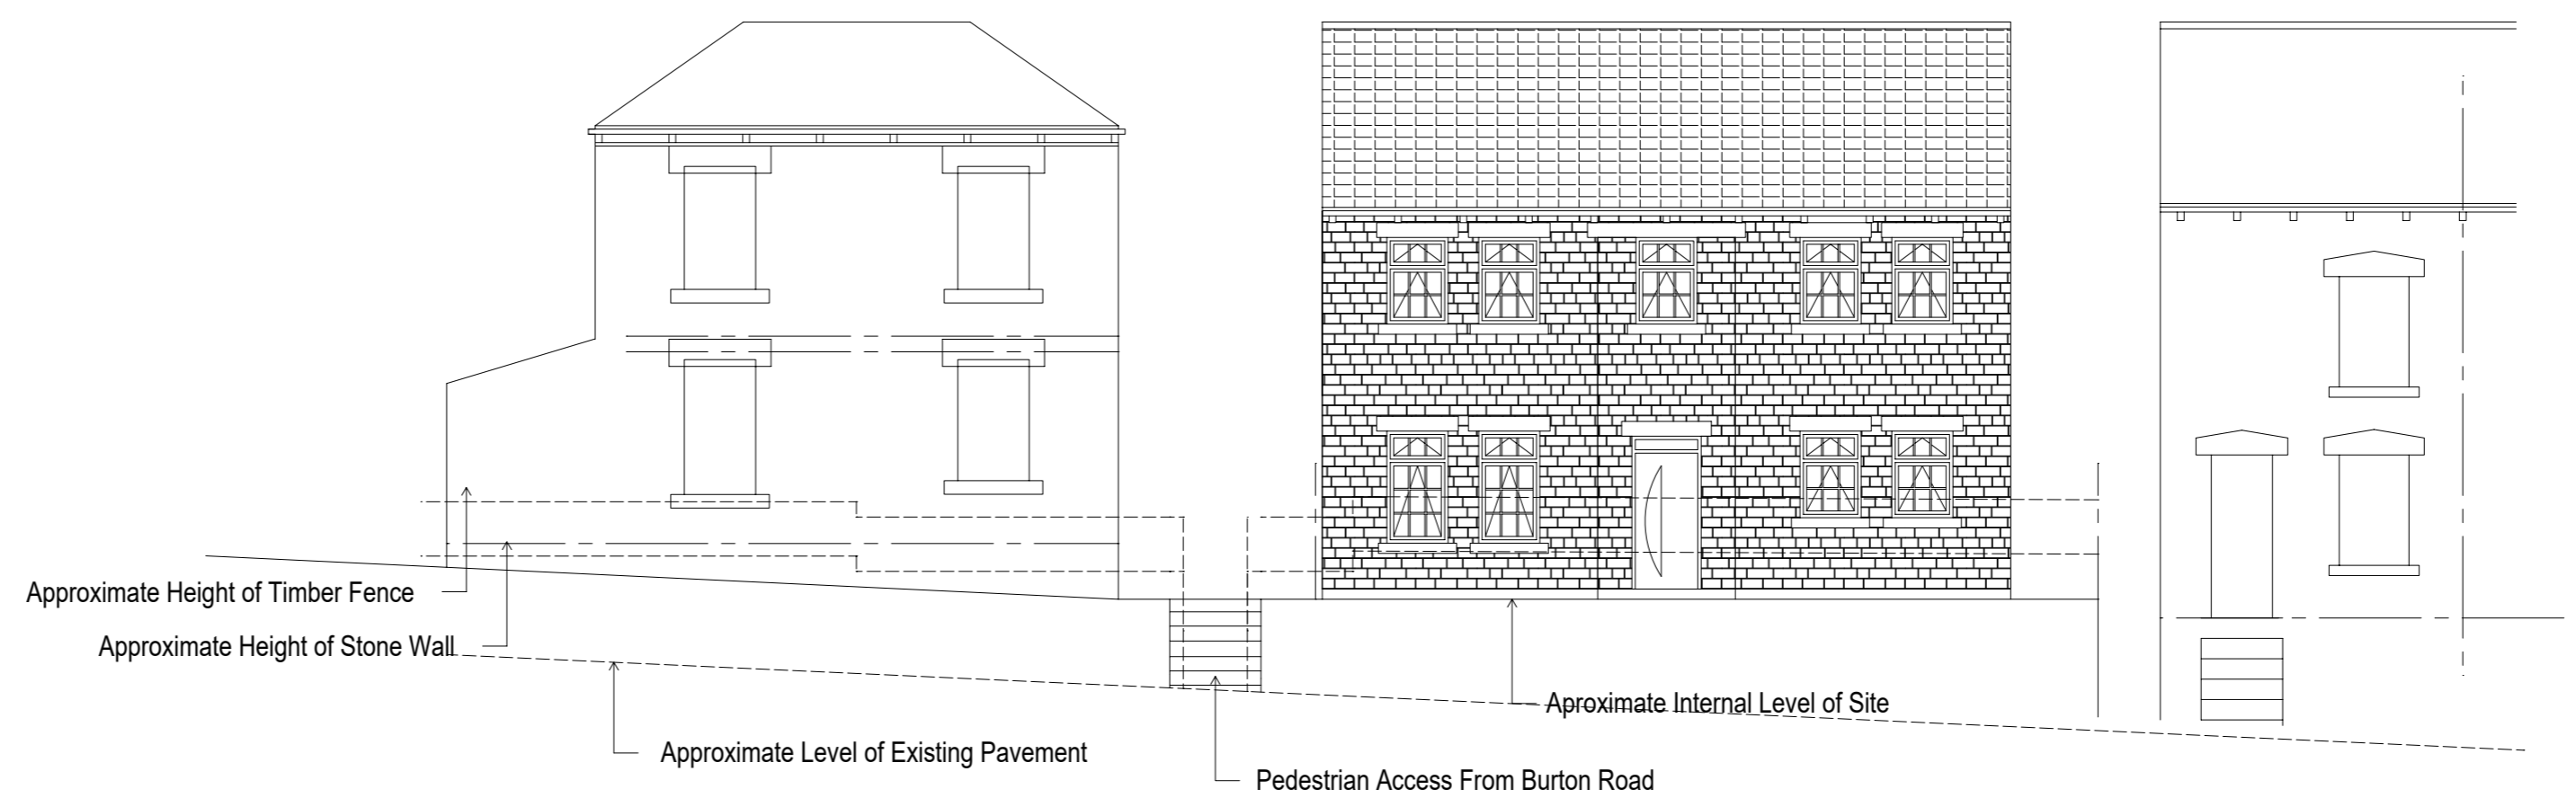 Approximate Height of Timber Fence
Approximate Height of Stone Wall
Aproximate Internal Level of Site
Approximate Level of Existing Pavement
Pedestrian Access From Burton Road